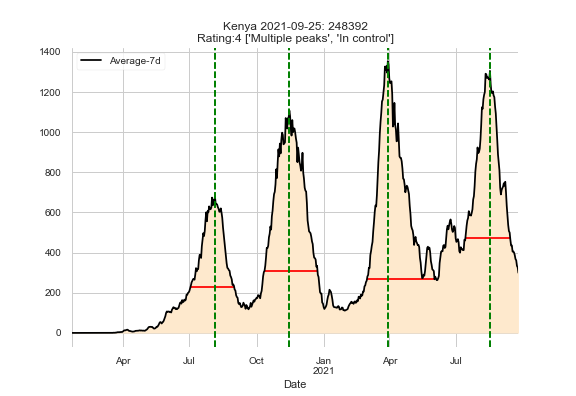 Kenya 2021-09-25: 248392
Rating:4 ['Multiple peaks', 'In control']
1400
Average-7d
1200
1000
800
600
400
200
0
Apr Jul Oct Jan Apr Jul
2021
Date